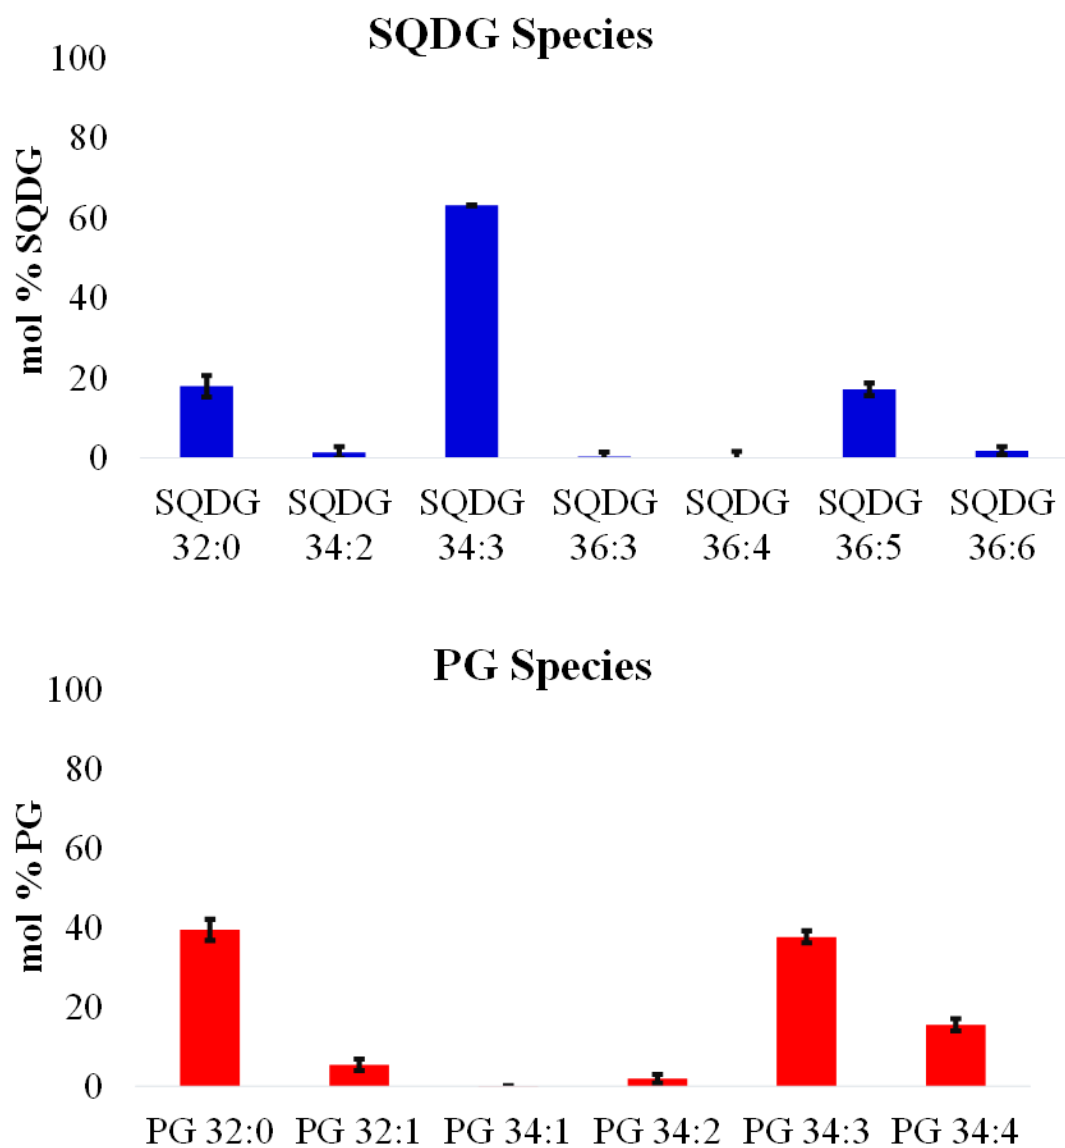 SQDG Species
100
80
60
40
20
0
mol % SQDG
SQDG SQDG SQDG SQDG SQDG SQDG SQDG
32:0 34:2 34:3 36:3 36:4 36:5 36:6
PG Species
100
80
60
40
20
0
mol % PG
PG 32:0 PG 32:1 PG 34:1 PG 34:2 PG 34:3 PG 34:4